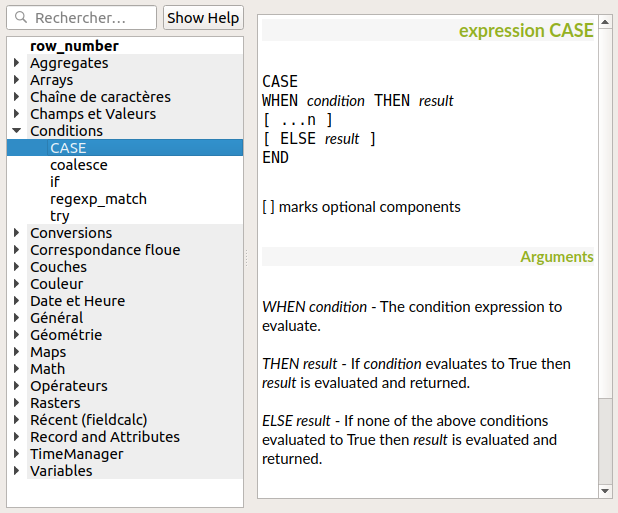 Rechercher...
Show Help
row_number
Aggregates
Arrays
Chaîne de caractères
Champs et Valeurs
Conditions
CASE
coalesce
if
regexp_match
try
Conversions
Correspondance floue
Couches
Couleur
Date et Heure
Général
Géométrie
Maps
Math
Opérateurs
Rasters
Récent (fieldcalc)
Record and Attributes
TimeManager
Variables
expression CASE
CASE
WHEN condition THEN result
[ ...n ]
[ ELSE result ]
END
[ ] marks optional components
Arguments
WHEN condition - The condition expression to
evaluate.
THEN result - If condition evaluates to True then
result is evaluated and returned.
ELSE result - If none of the above conditions
evaluated to True then result is evaluated and
returned.